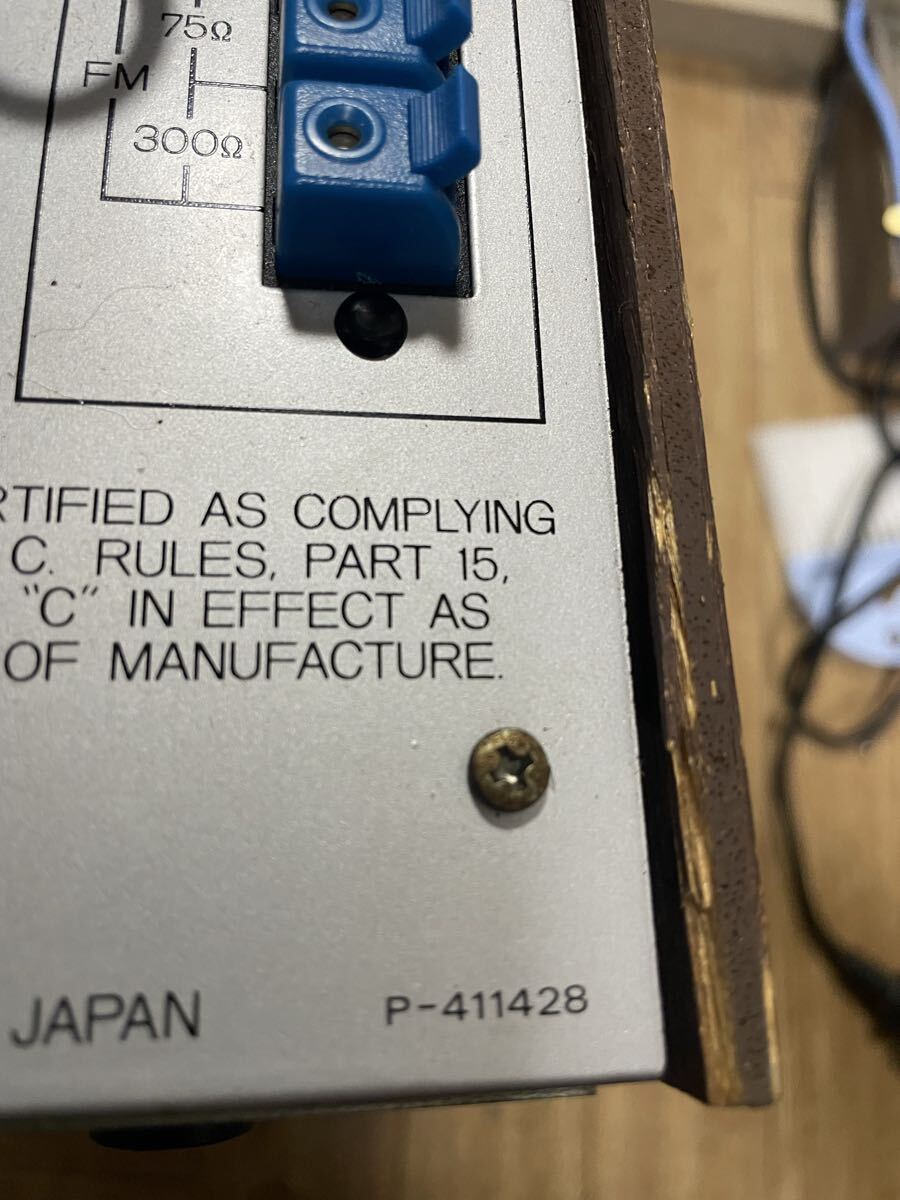 75Ω
FM
300Ω
RTIFIED AS COMPLYING
C. RULES, PART 15,
"C" IN EFFECT AS
OF MANUFACTURE.
JAPAN
P-411428